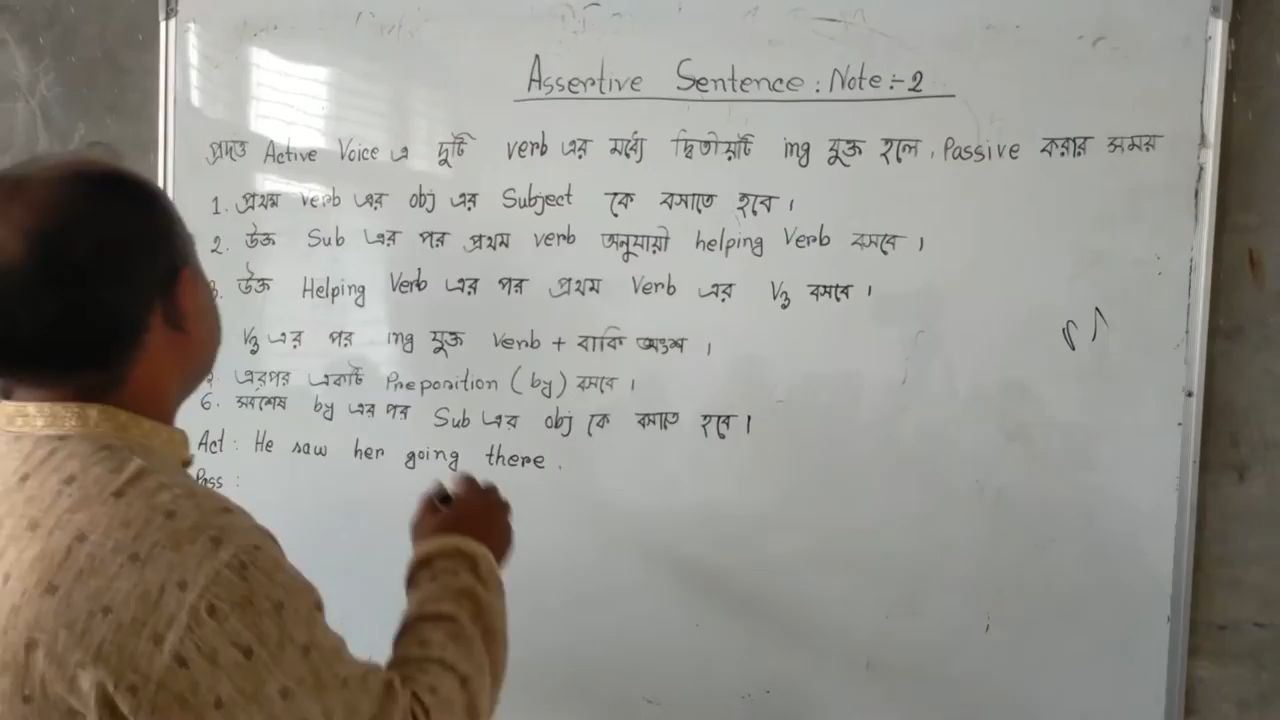 Assertive Sentence : Note :- 2
প্রদত্ত Active Voice এ দুটি verb এর মধ্যে দ্বিতীয়টি ing যুক্ত হলে, Passive করার সময়
1. প্রথম verb এর obj এর Subject কে বসাতে হবে।
2. উক্ত Sub এর পর প্রথম verb অনুযায়ী helping Verb বসবে।
3. উক্ত Helping Verb এর পর প্রথম Verb এর V3 বসবে।
V3 এর পর ing যুক্ত verb + বাকি অংশ।
এরপর একটি Preposition (by) বসবে।
6. সর্বশেষ by এর পর Sub এর obj কে বসাতে হবে।
Act : He saw her going there.
Pass :